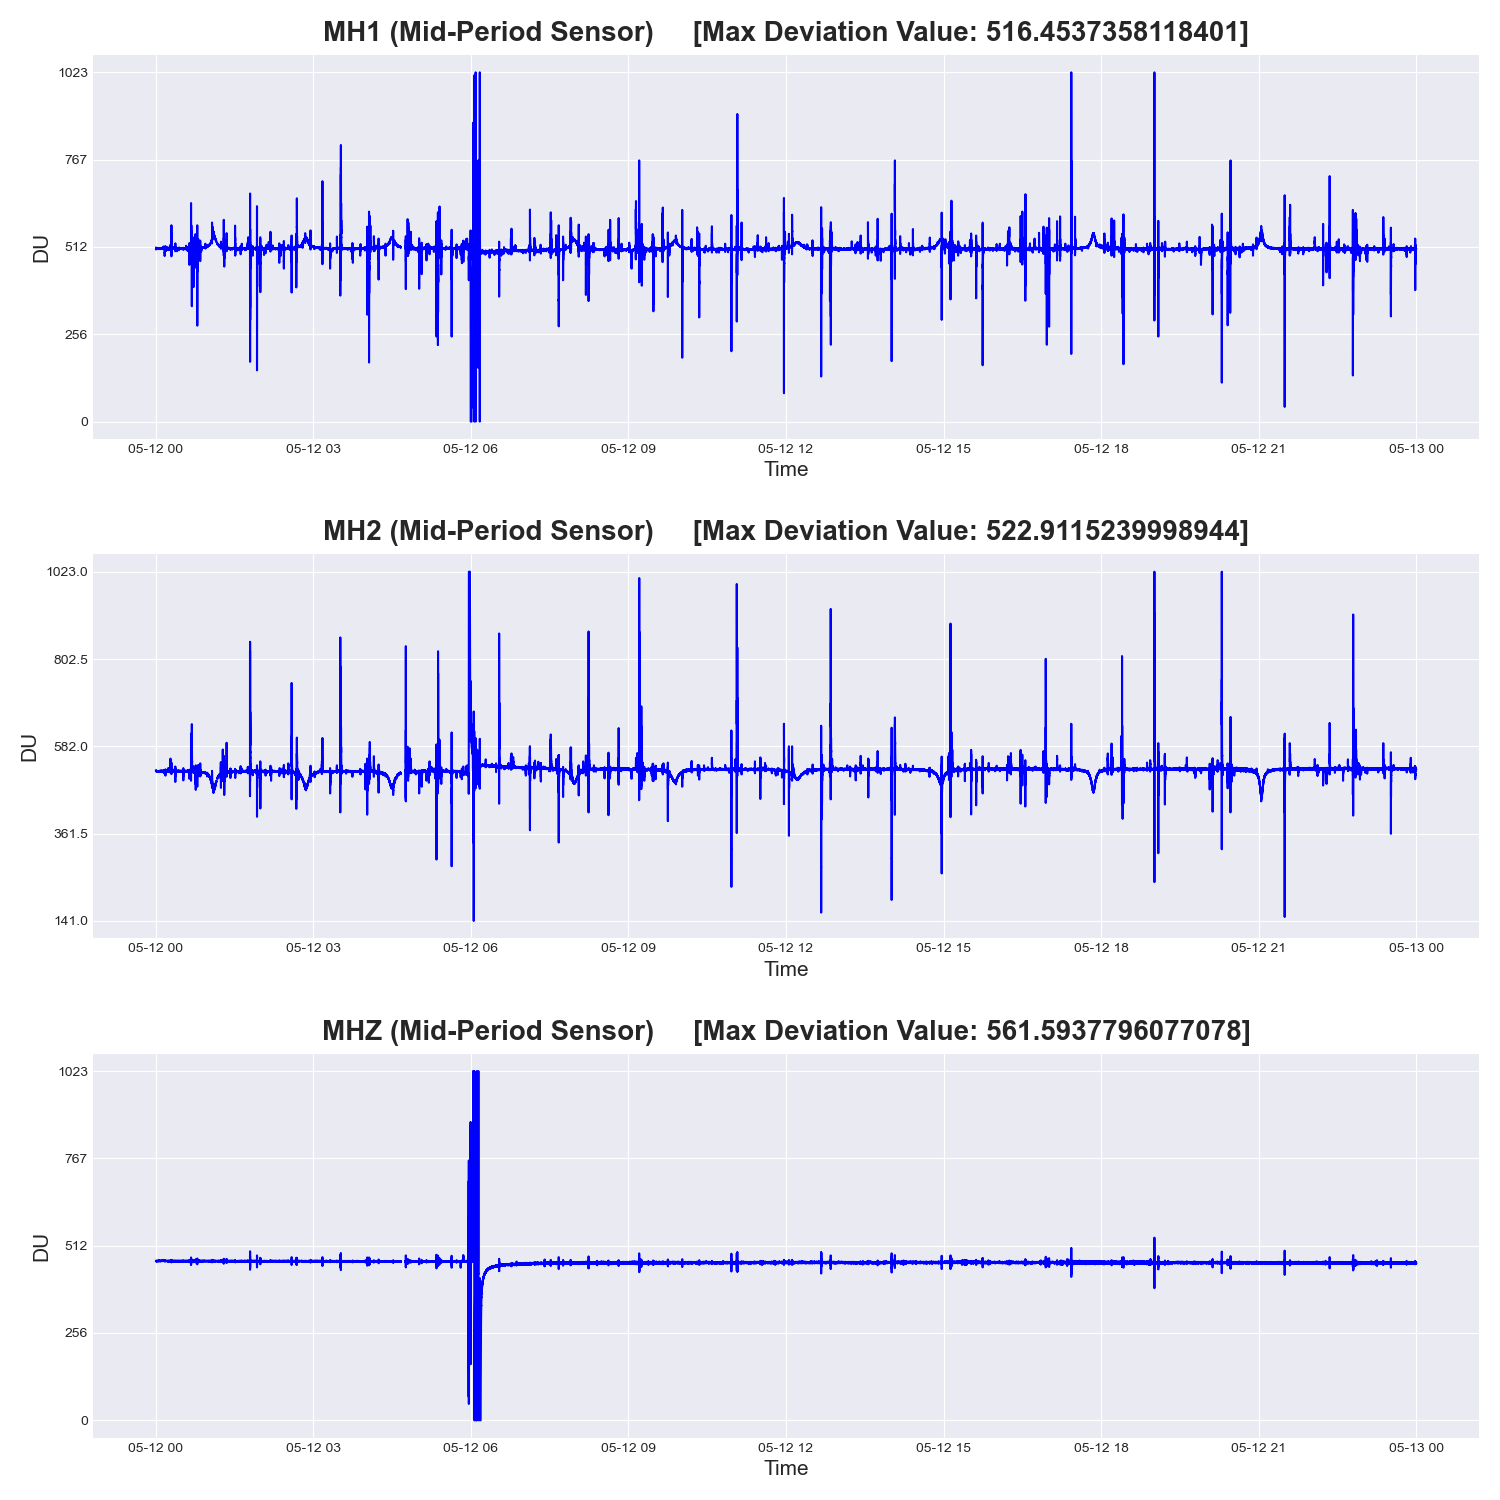 MH1 (Mid-Period Sensor) [Max Deviation Value: 516.4537358118401]
1023
767
512
256
0
DU
05-12 00 05-12 03 05-12 06 05-12 09 05-12 12 05-12 15 05-12 18 05-12 21 05-13 00
Time
MH2 (Mid-Period Sensor) [Max Deviation Value: 522.9115239998944]
1023.0
802.5
582.0
361.5
141.0
DU
05-12 00 05-12 03 05-12 06 05-12 09 05-12 12 05-12 15 05-12 18 05-12 21 05-13 00
Time
MHZ (Mid-Period Sensor) [Max Deviation Value: 561.5937796077078]
1023
767
512
256
0
DU
05-12 00 05-12 03 05-12 06 05-12 09 05-12 12 05-12 15 05-12 18 05-12 21 05-13 00
Time